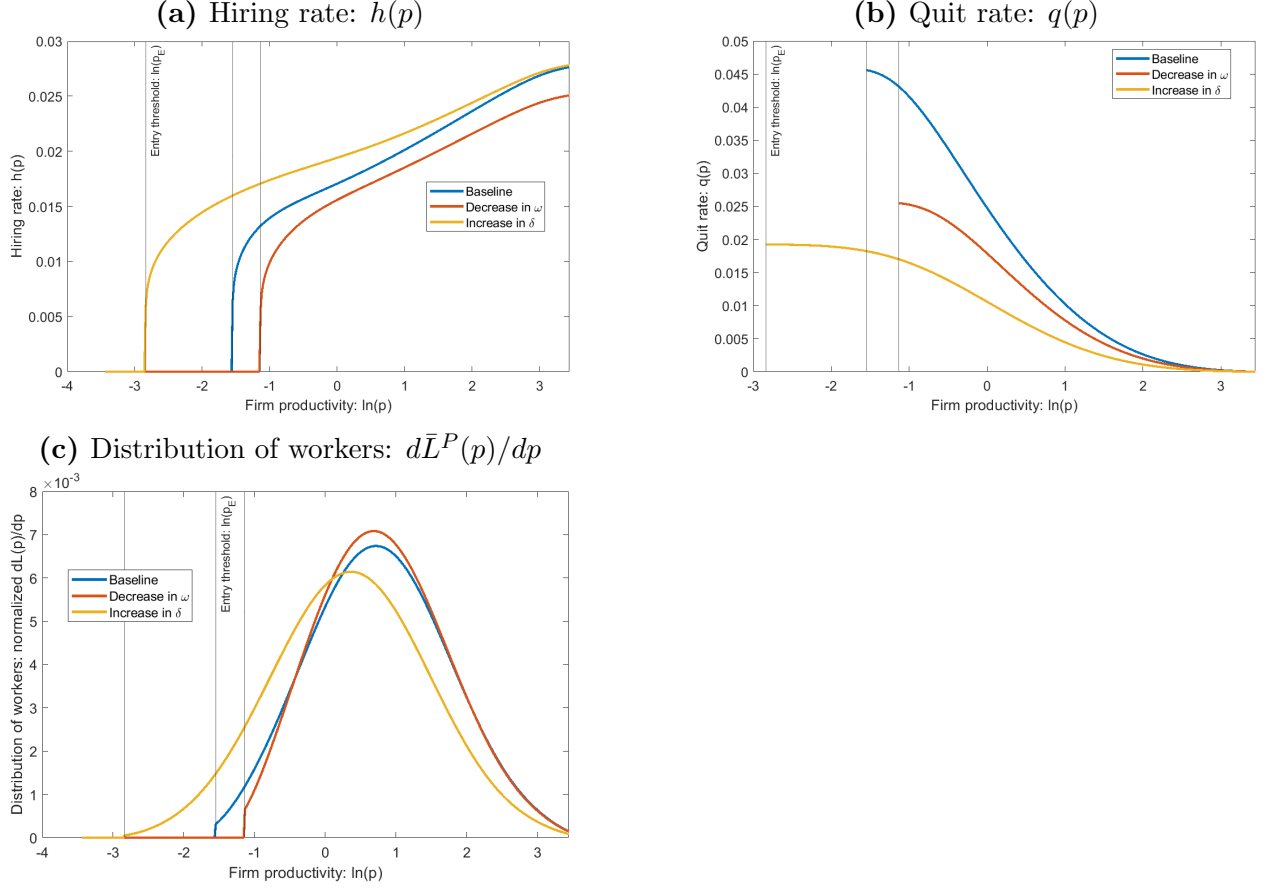 (a) Hiring rate: h(p)
0.03
0.025
0.02
0.015
0.01
0.005
0
-4
-3
-2
-1
0
1
2
3
Hiring rate: h(p)
Firm productivity: ln(p)
Entry threshold: ln(p_E)
Baseline
Decrease in ω
Increase in δ
(b) Quit rate: q(p)
0.05
0.045
0.04
0.035
0.03
0.025
0.02
0.015
0.01
0.005
0
-3
-2
-1
0
1
2
3
Quit rate: q(p)
Firm productivity: ln(p)
Entry threshold: ln(p_E)
Baseline
Decrease in ω
Increase in δ
(c) Distribution of workers: dL̄^P(p)/dp
×10^-3
8
7
6
5
4
3
2
1
0
-4
-3
-2
-1
0
1
2
3
Distribution of workers: normalized dL(p)/dp
Firm productivity: ln(p)
Entry threshold: ln(p_E)
Baseline
Decrease in ω
Increase in δ